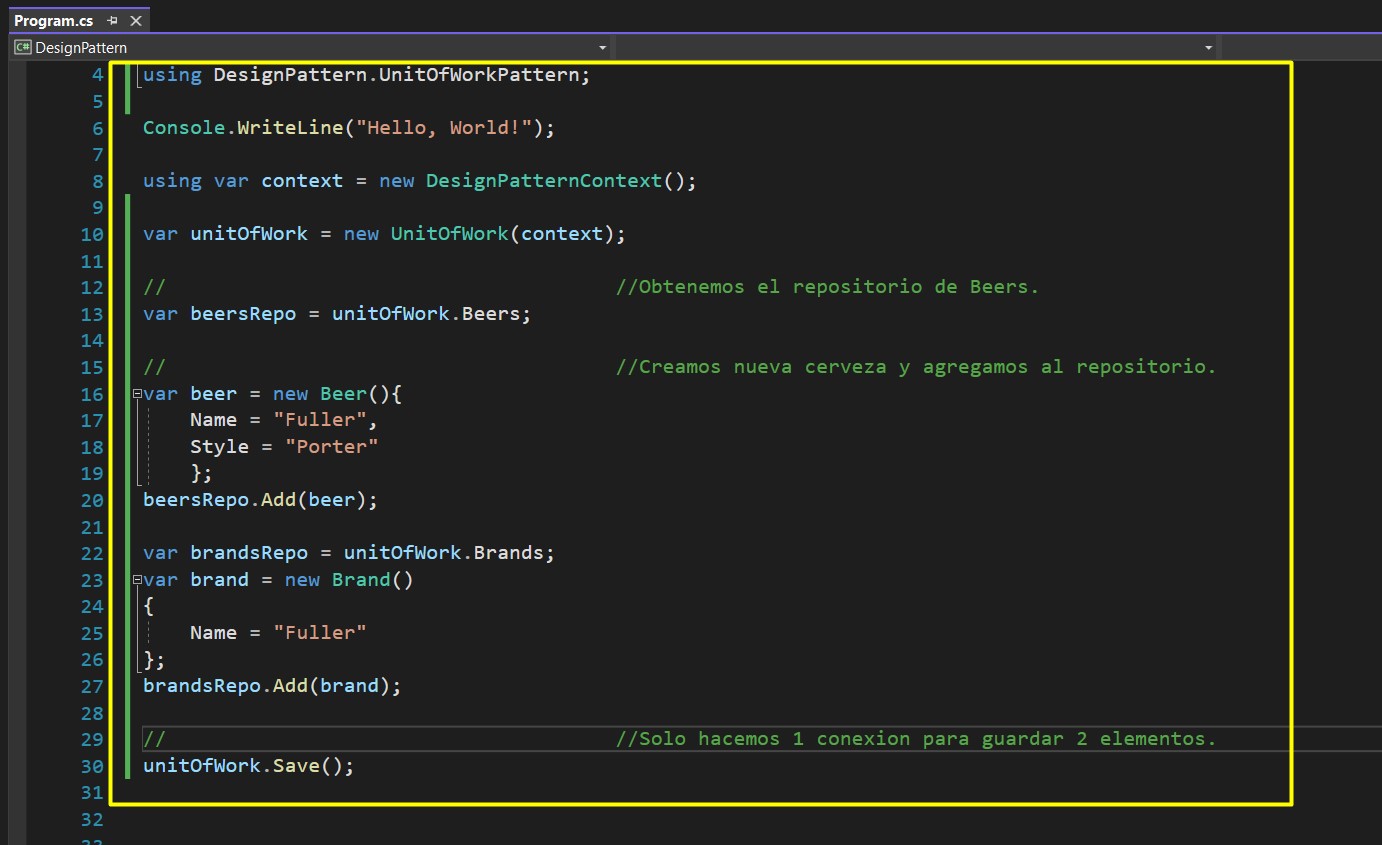 Program.cs
C# DesignPattern
4 using DesignPattern.UnitOfWorkPattern;
5
6 Console.WriteLine("Hello, World!");
7
8 using var context = new DesignPatternContext();
9
10 var unitOfWork = new UnitOfWork(context);
11
12 // //Obtenemos el repositorio de Beers.
13 var beersRepo = unitOfWork.Beers;
14
15 // //Creamos nueva cerveza y agregamos al repositorio.
16 var beer = new Beer(){
17 Name = "Fuller",
18 Style = "Porter"
19 };
20 beersRepo.Add(beer);
21
22 var brandsRepo = unitOfWork.Brands;
23 var brand = new Brand()
24 {
25 Name = "Fuller"
26 };
27 brandsRepo.Add(brand);
28
29 // //Solo hacemos 1 conexion para guardar 2 elementos.
30 unitOfWork.Save();
31
32